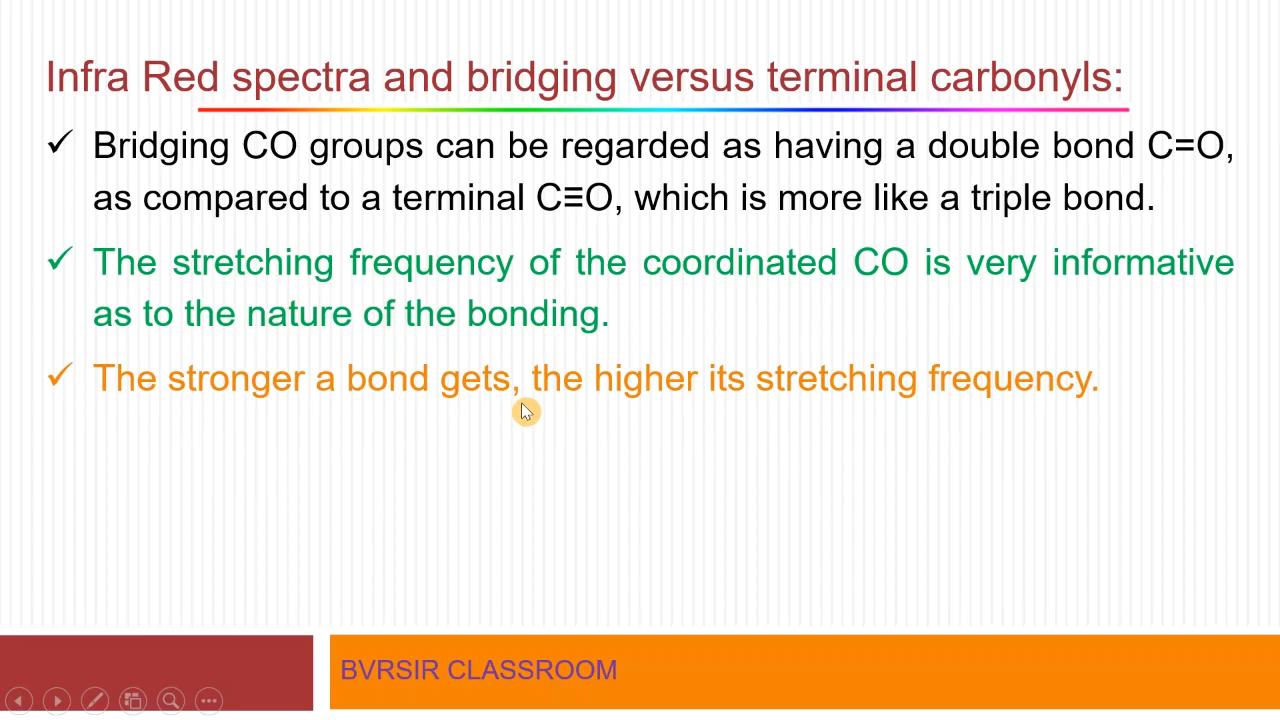 Infra Red spectra and bridging versus terminal carbonyls:
✓ Bridging CO groups can be regarded as having a double bond C=O,
as compared to a terminal C≡O, which is more like a triple bond.
✓ The stretching frequency of the coordinated CO is very informative
as to the nature of the bonding.
✓ The stronger a bond gets, the higher its stretching frequency.
BVRSIR CLASSROOM